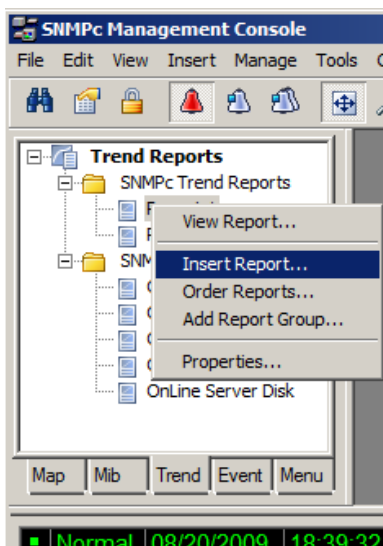 SNMPc Management Console
File Edit View Insert Manage Tools
Trend Reports
SNMPc Trend Reports
View Report...
SNM
Insert Report...
Order Reports...
Add Report Group...
Properties...
OnLine Server Disk
Map Mib Trend Event Menu
Normal 08/20/2009 18:39:32